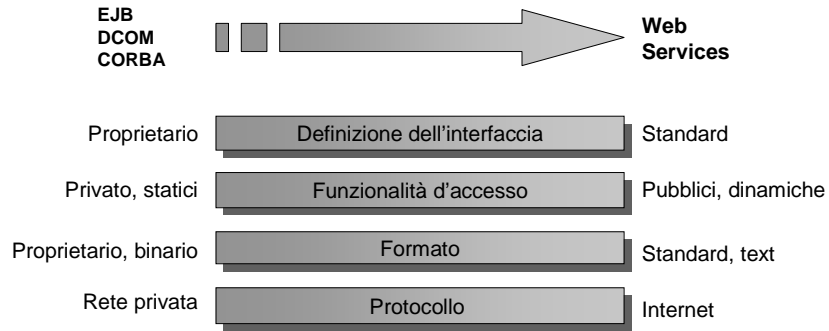 EJB
DCOM
CORBA
Web
Services
Proprietario
Definizione dell'interfaccia
Standard
Privato, statici
Funzionalità d'accesso
Pubblici, dinamiche
Proprietario, binario
Formato
Standard, text
Rete privata
Protocollo
Internet